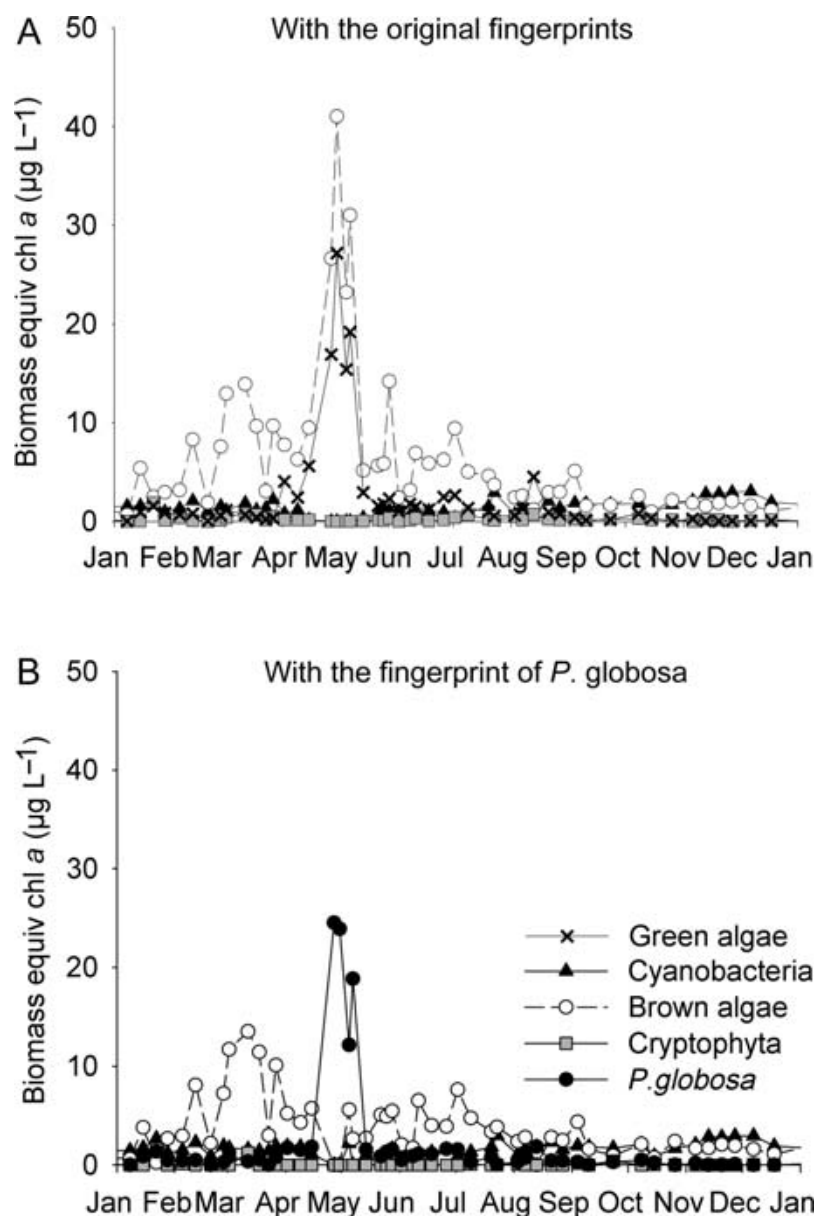 A With the original fingerprints
Biomass equiv chl a (µg L−1)
50
40
30
20
10
0
Jan Feb Mar Apr May Jun Jul Aug Sep Oct Nov Dec Jan
B With the fingerprint of P. globosa
Biomass equiv chl a (µg L−1)
50
40
30
20
10
0
Green algae
Cyanobacteria
Brown algae
Cryptophyta
P.globosa
Jan Feb Mar Apr May Jun Jul Aug Sep Oct Nov Dec Jan